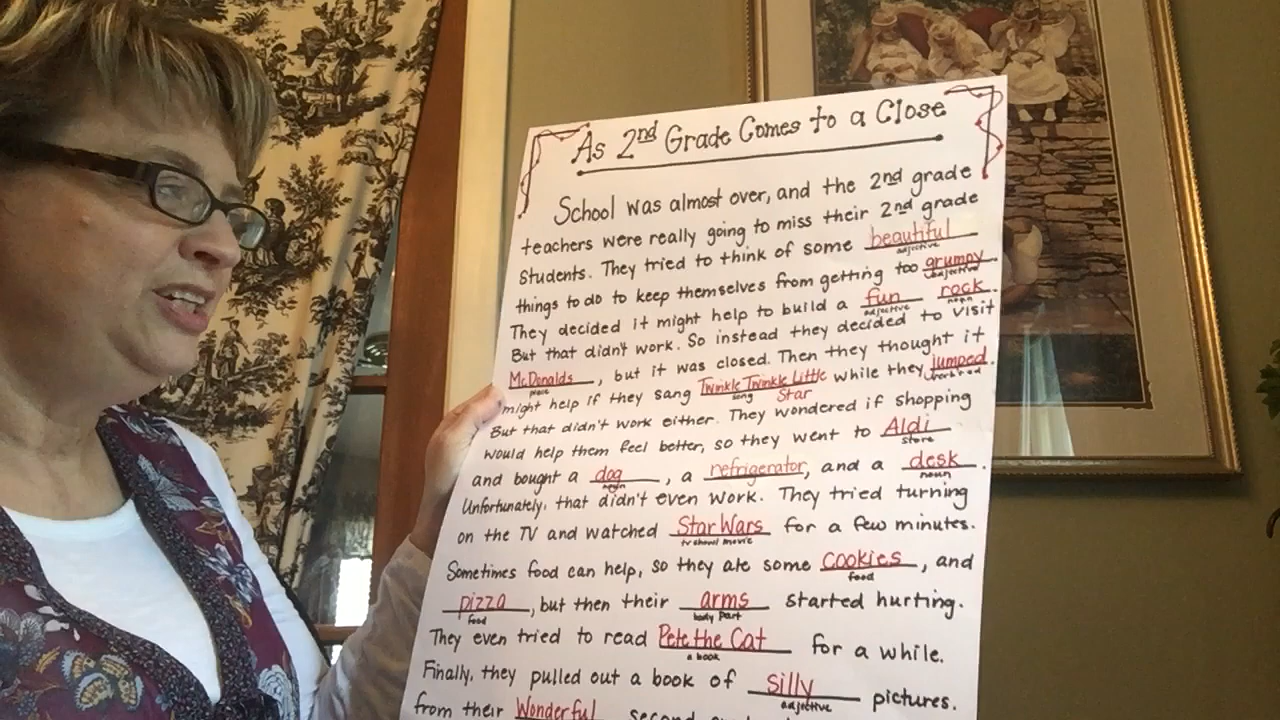 As 2nd Grade Comes to a Close
School was almost over, and the 2nd grade
teachers were really going to miss their 2nd grade
students. They tried to think of some beautiful
adjective
things to do to keep themselves from getting too grumpy.
adjective
They decided it might help to build a fun rock.
adjective noun
But that didn't work. So instead they decided to visit
McDonalds, but it was closed. Then they thought it
place
might help if they sang Twinkle Twinkle Little Star while they jumped.
song
But that didn't work either. They wondered if shopping
would help them feel better, so they went to Aldi
store
and bought a dog, a refrigerator, and a desk.
noun noun
Unfortunately, that didn't even work. They tried turning
on the TV and watched Star Wars for a few minutes.
tv show/movie
Sometimes food can help, so they ate some cookies, and
food
pizza, but then their arms started hurting.
food body part
They even tried to read Pete the Cat for a while.
a book
Finally, they pulled out a book of silly pictures.
adjective
from their Wonderful second